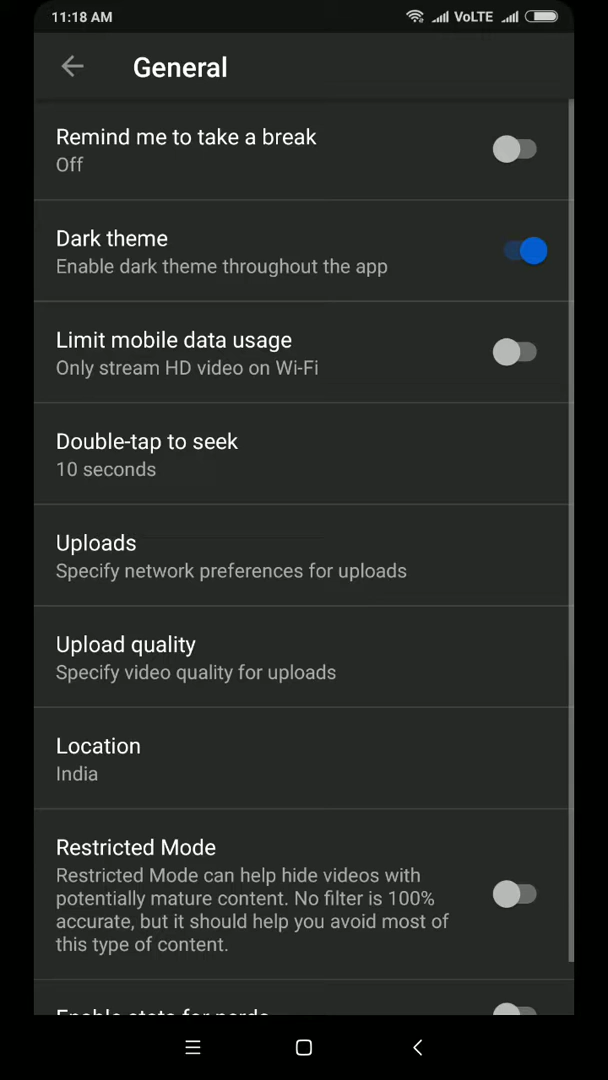 11:18 AM
VoLTE
General
Remind me to take a break
Off
Dark theme
Enable dark theme throughout the app
Limit mobile data usage
Only stream HD video on Wi-Fi
Double-tap to seek
10 seconds
Uploads
Specify network preferences for uploads
Upload quality
Specify video quality for uploads
Location
India
Restricted Mode
Restricted Mode can help hide videos with
potentially mature content. No filter is 100%
accurate, but it should help you avoid most of
this type of content.
Enable stats for nerds